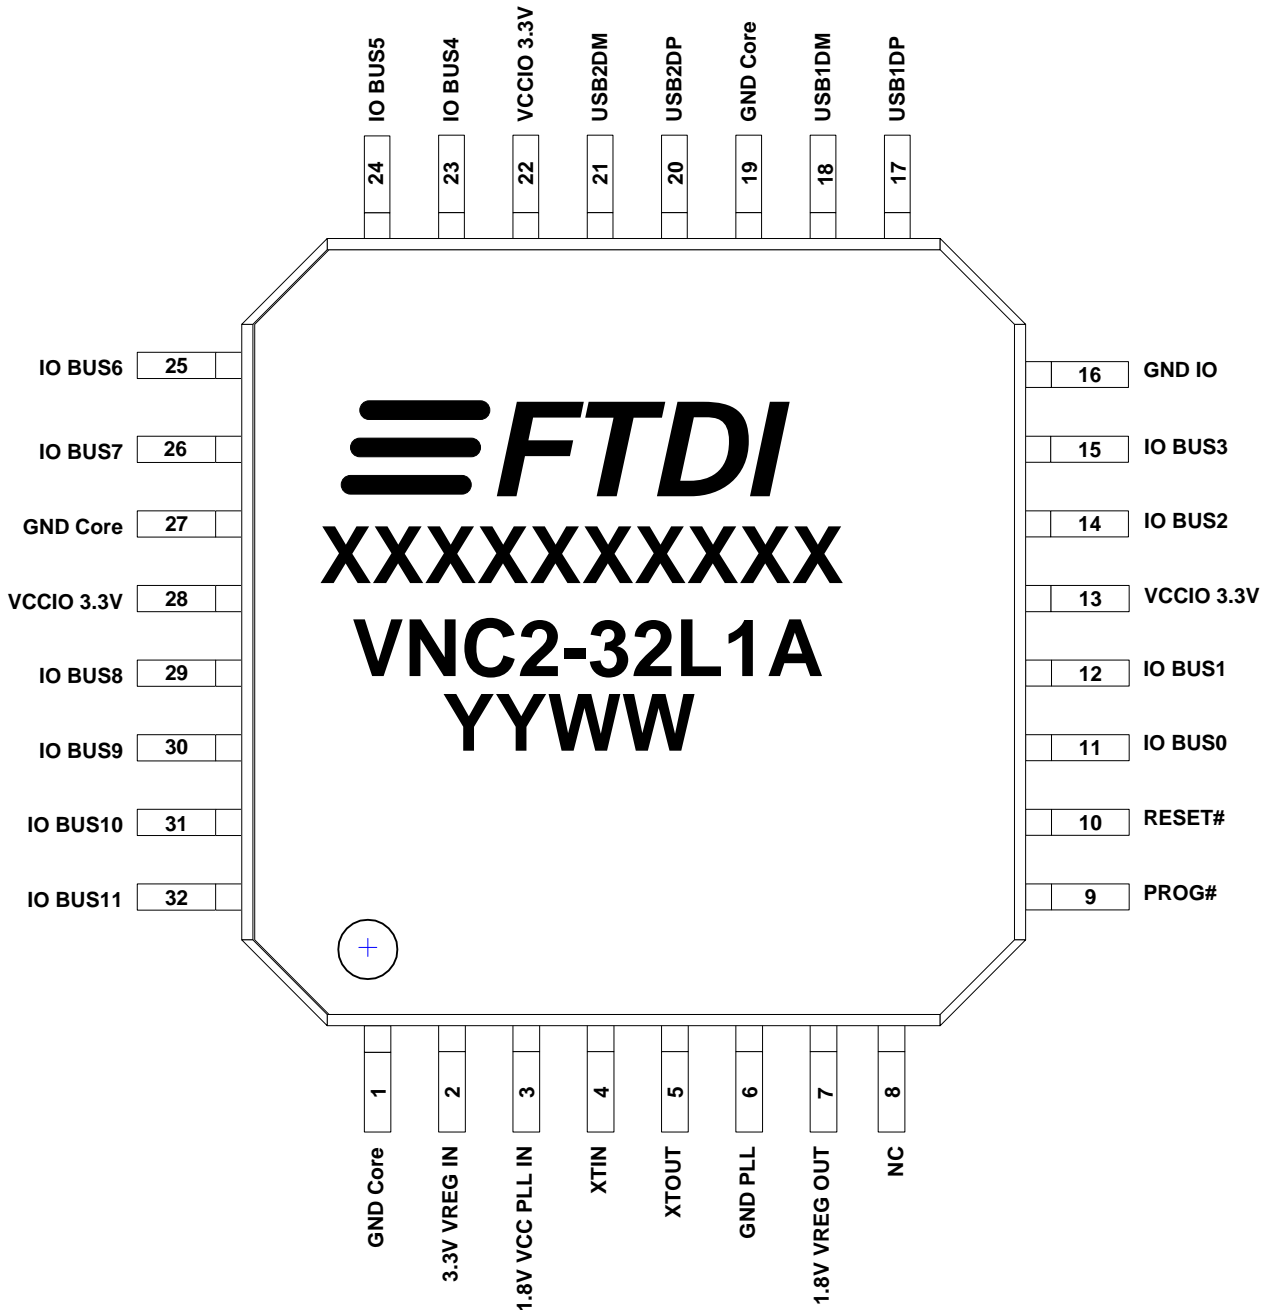 IO BUS5
24
IO BUS4
23
VCCIO 3.3V
22
USB2DM
21
USB2DP
20
GND Core
19
USB1DM
18
USB1DP
17
IO BUS6 25
IO BUS7 26
GND Core 27
VCCIO 3.3V 28
IO BUS8 29
IO BUS9 30
IO BUS10 31
IO BUS11 32
FTDI
XXXXXXXXXX
VNC2-32L1A
YYWW
16 GND IO
15 IO BUS3
14 IO BUS2
13 VCCIO 3.3V
12 IO BUS1
11 IO BUS0
10 RESET#
9 PROG#
1
GND Core
2
3.3V VREG IN
3
1.8V VCC PLL IN
4
XTIN
5
XTOUT
6
GND PLL
7
1.8V VREG OUT
8
NC